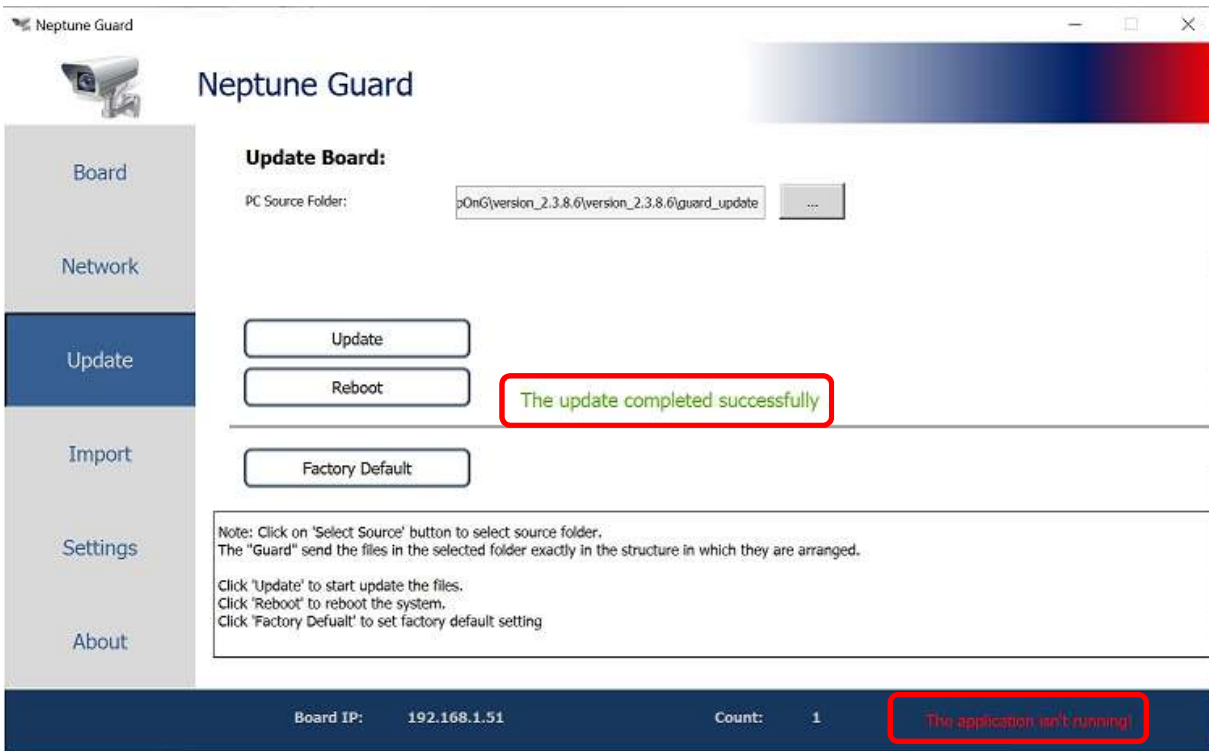 Neptune Guard
Neptune Guard
Board
Network
Update
Import
Settings
About
Update Board:
PC Source Folder:
OnG\version_2.3.8.6\version_2.3.8.6\guard_update
...
Update
Reboot
The update completed successfully
Factory Default
Note: Click on 'Select Source' button to select source folder.
The "Guard" send the files in the selected folder exactly in the structure in which they are arranged.
Click 'Update' to start update the files.
Click 'Reboot' to reboot the system.
Click 'Factory Defualt' to set factory default setting
Board IP: 192.168.1.51 Count: 1 The application isn't running!